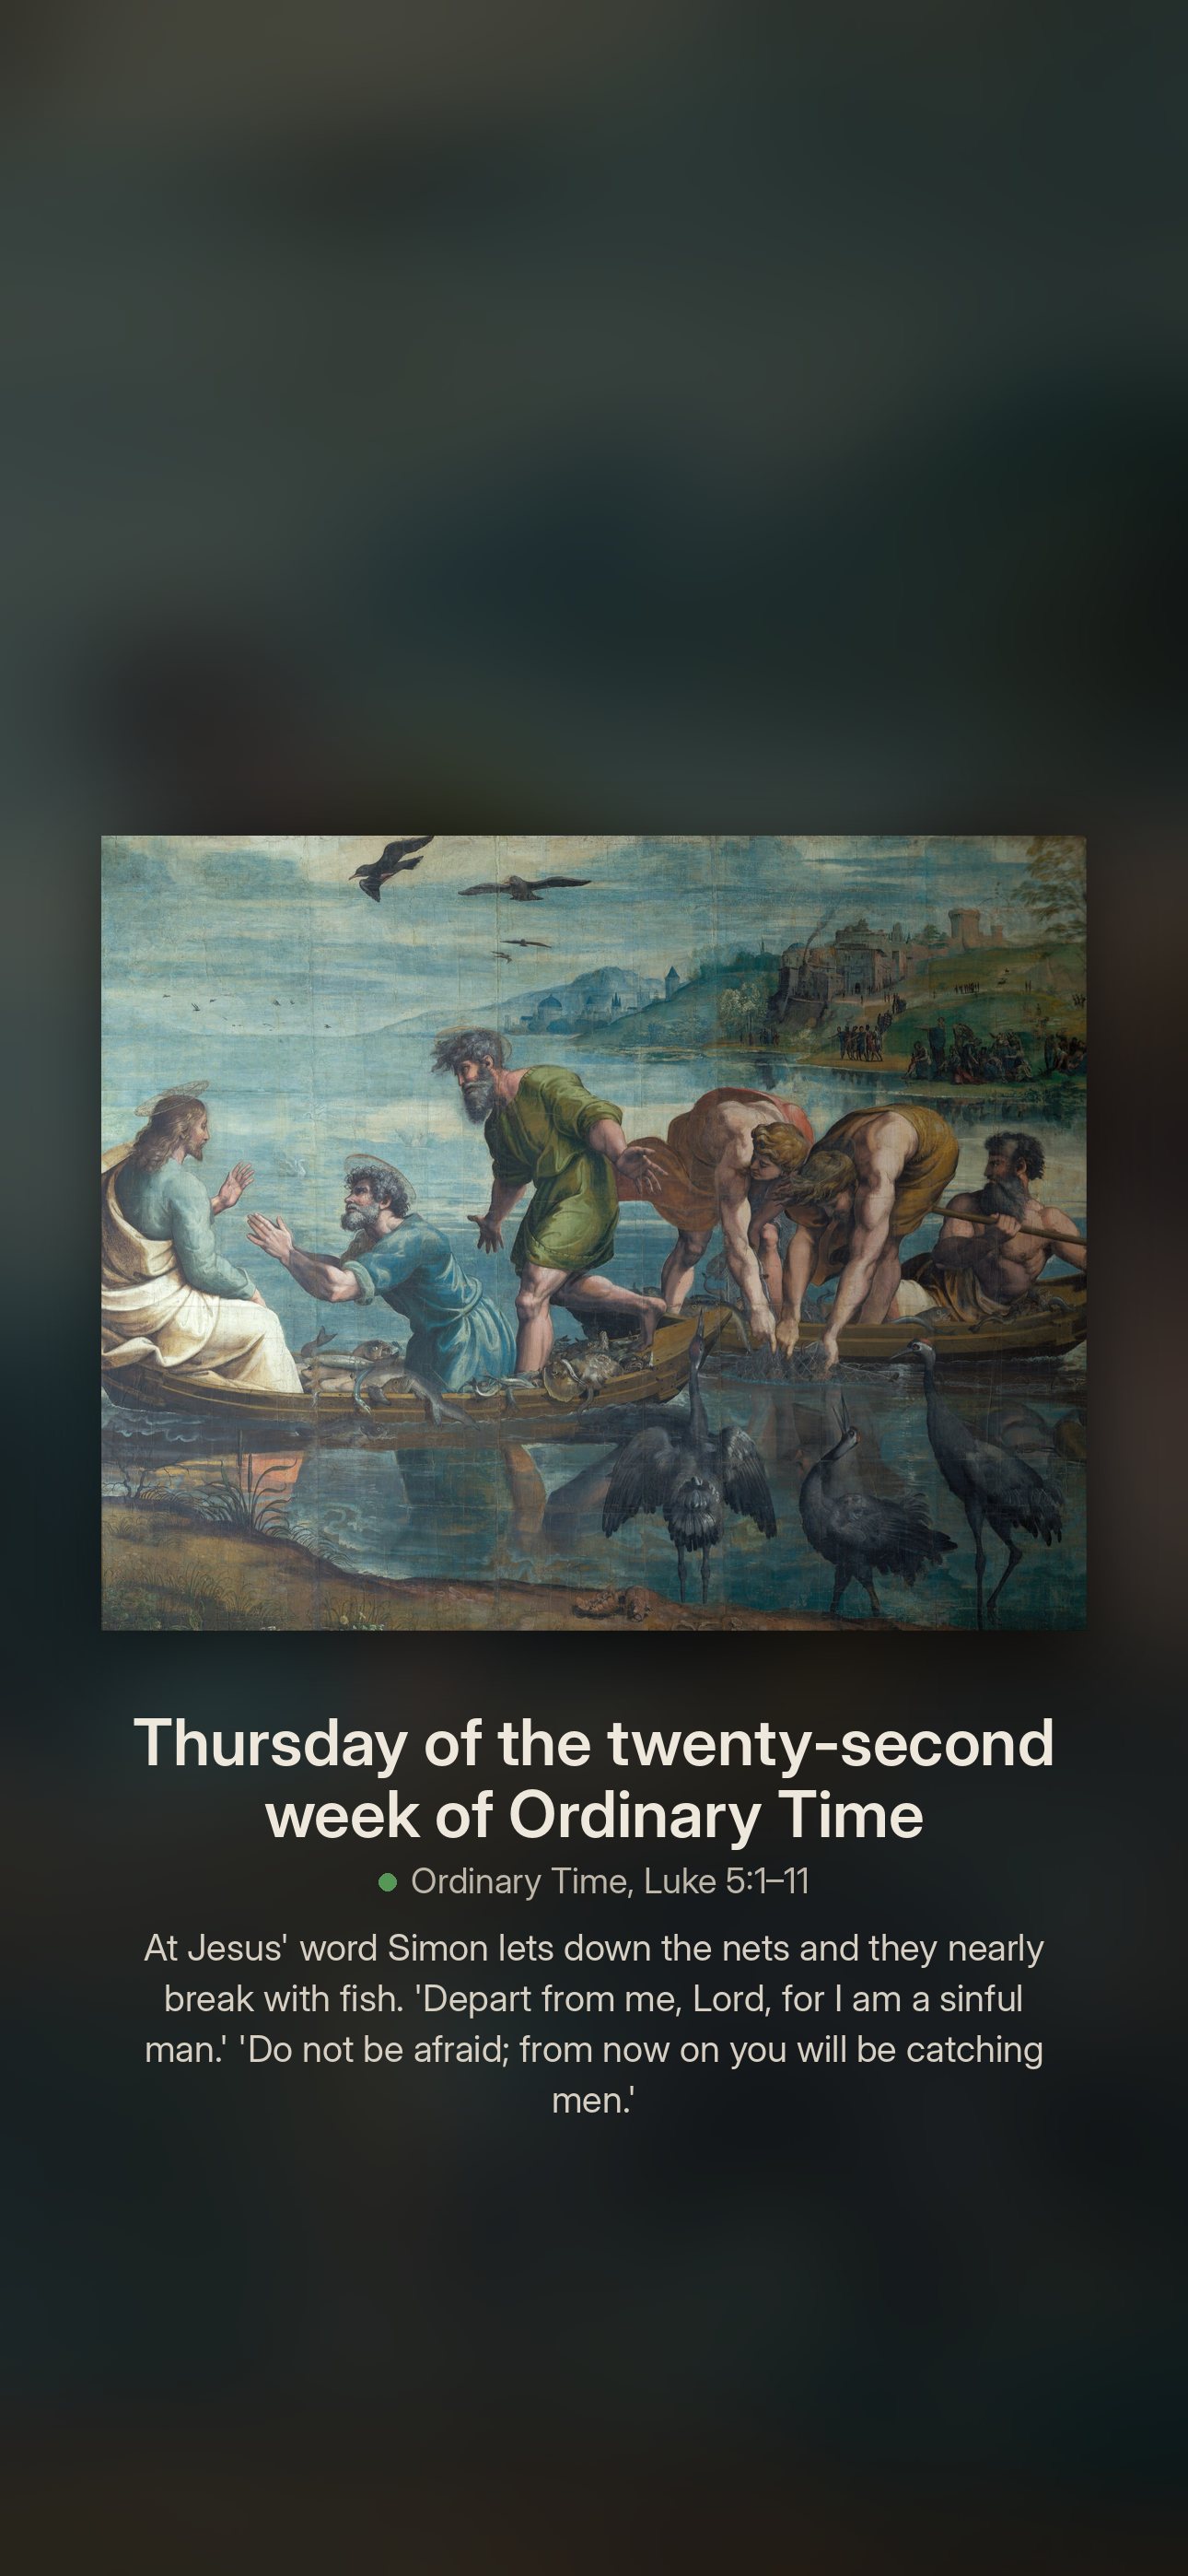 Thursday of the twenty-second
week of Ordinary Time
Ordinary Time, Luke 5:1–11
At Jesus' word Simon lets down the nets and they nearly
break with fish. 'Depart from me, Lord, for I am a sinful
man.' 'Do not be afraid; from now on you will be catching
men.'